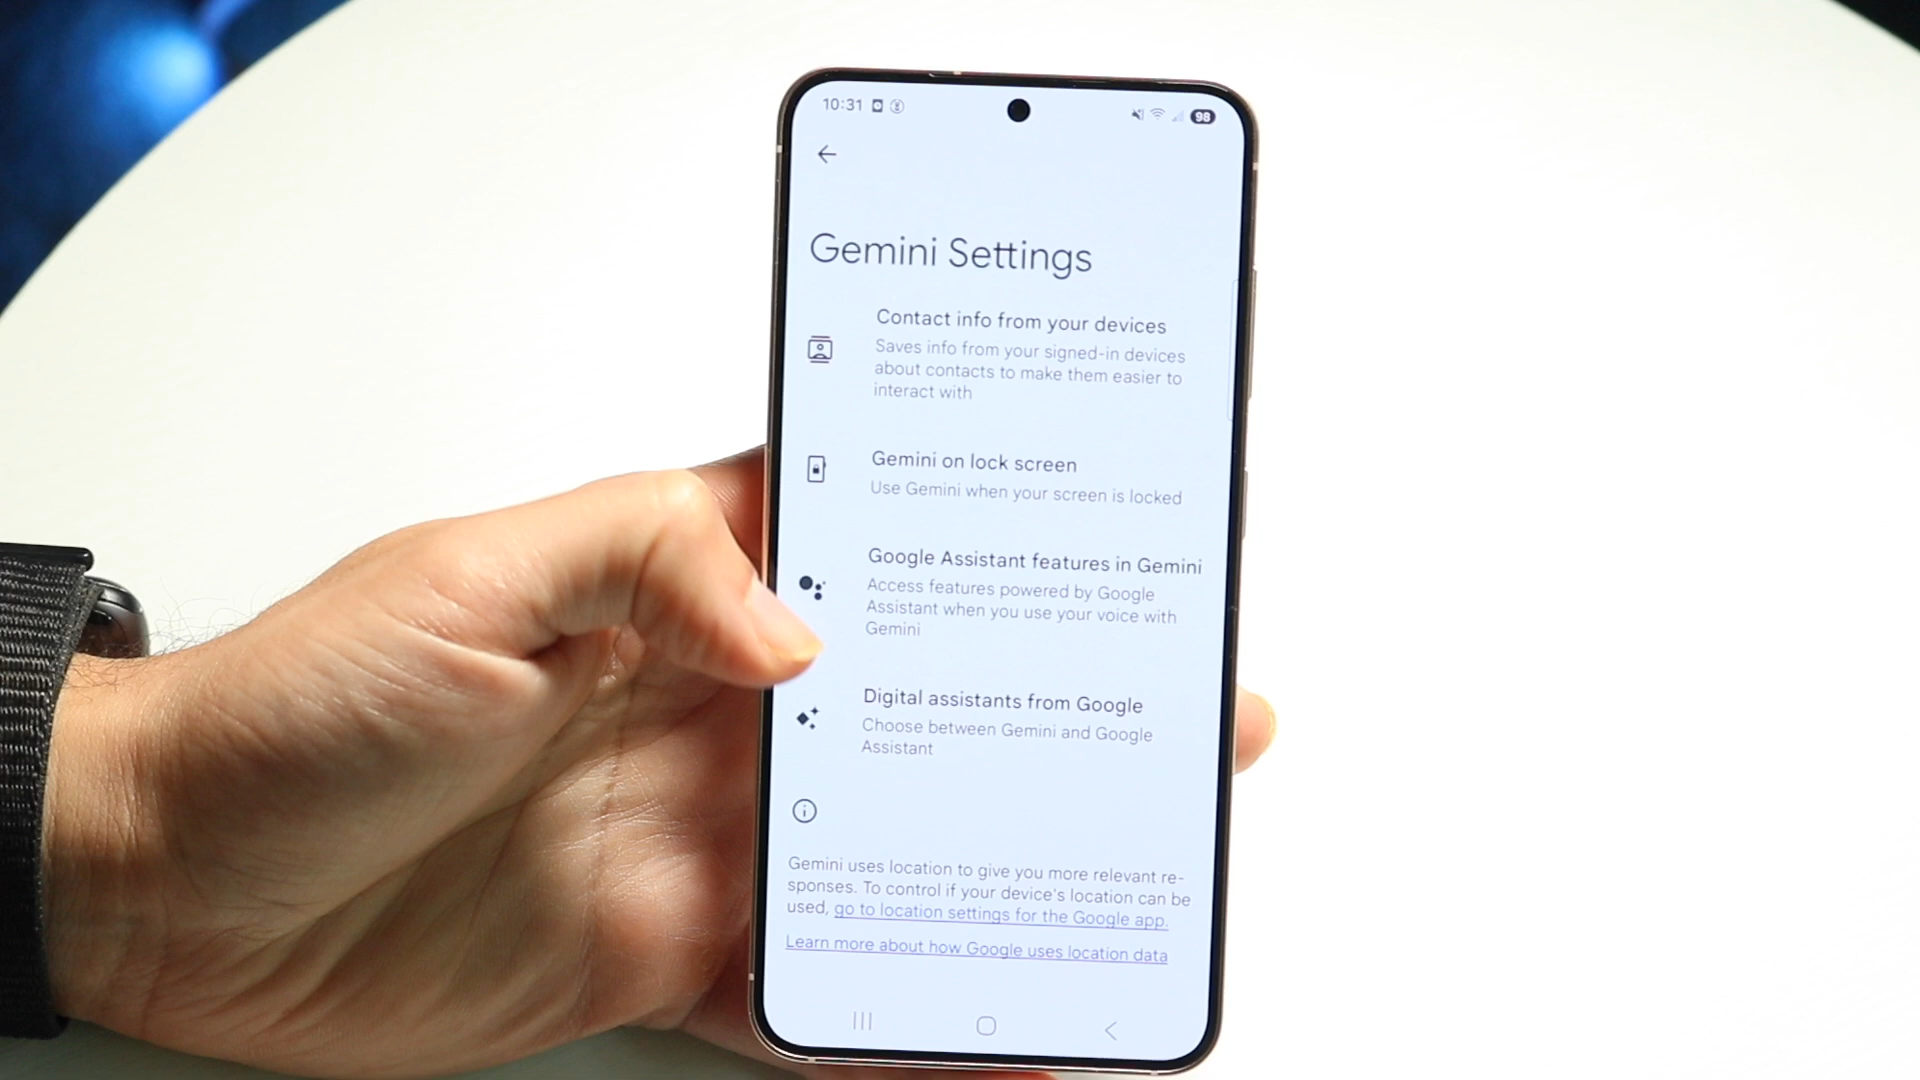 10:31
98
Gemini Settings
Contact info from your devices
Saves info from your signed-in devices
about contacts to make them easier to
interact with
Gemini on lock screen
Use Gemini when your screen is locked
Google Assistant features in Gemini
Access features powered by Google
Assistant when you use your voice with
Gemini
Digital assistants from Google
Choose between Gemini and Google
Assistant
Gemini uses location to give you more relevant re-
sponses. To control if your device's location can be
used, go to location settings for the Google app.
Learn more about how Google uses location data